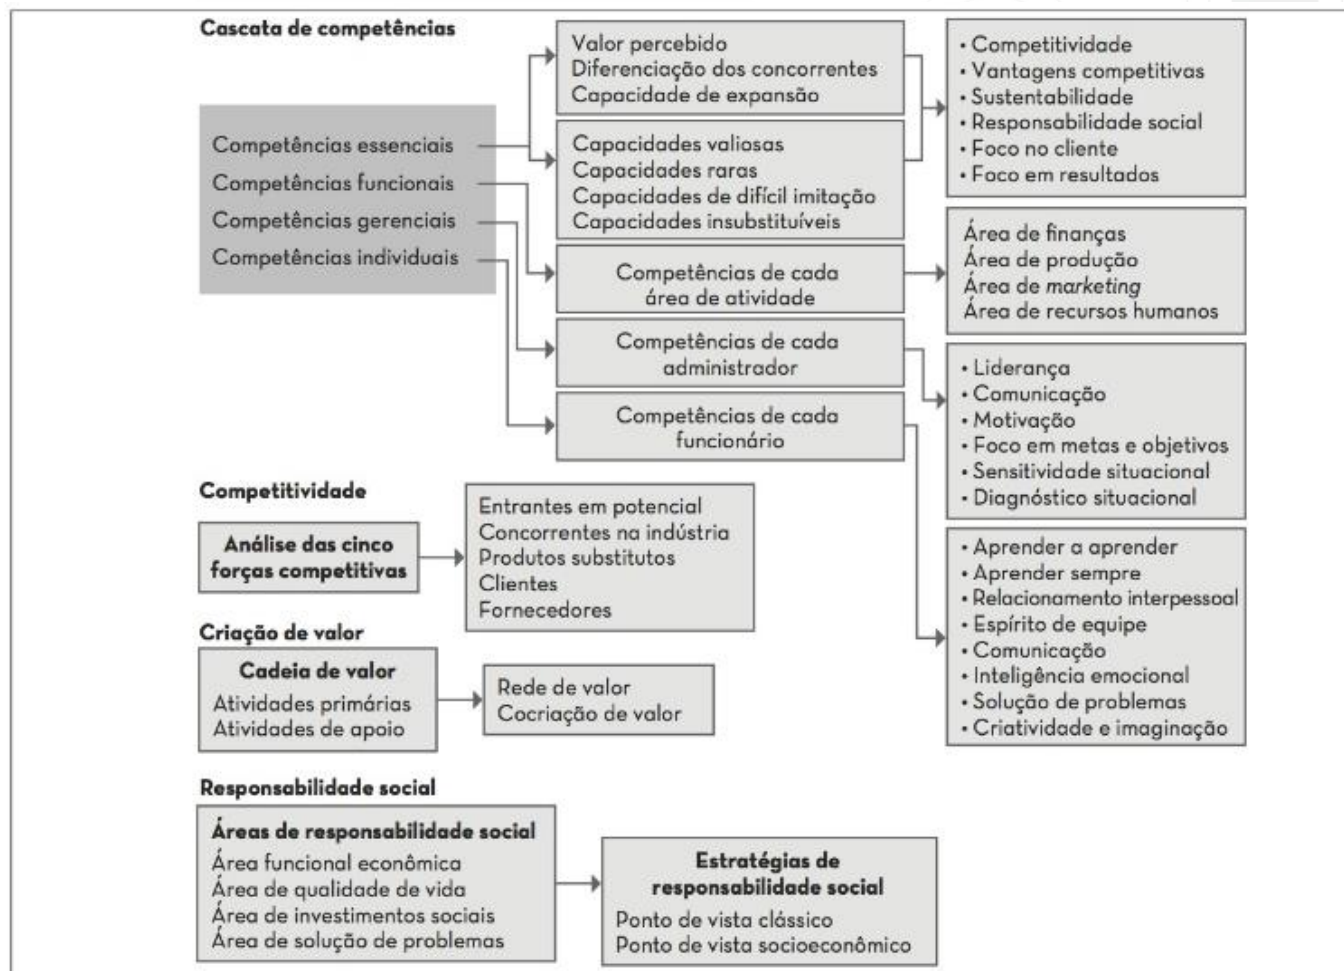 Cascata de competências
Competências essenciais
Competências funcionais
Competências gerenciais
Competências individuais
Valor percebido
Diferenciação dos concorrentes
Capacidade de expansão
Capacidades valiosas
Capacidades raras
Capacidades de difícil imitação
Capacidades insubstituíveis
Competências de cada
área de atividade
Competências de cada
administrador
Competências de cada
funcionário
• Competitividade
• Vantagens competitivas
• Sustentabilidade
• Responsabilidade social
• Foco no cliente
• Foco em resultados
Área de finanças
Área de produção
Área de marketing
Área de recursos humanos
• Liderança
• Comunicação
• Motivação
• Foco em metas e objetivos
• Sensitividade situacional
• Diagnóstico situacional
• Aprender a aprender
• Aprender sempre
• Relacionamento interpessoal
• Espírito de equipe
• Comunicação
• Inteligência emocional
• Solução de problemas
• Criatividade e imaginação
Competitividade
Análise das cinco
forças competitivas
Entrantes em potencial
Concorrentes na indústria
Produtos substitutos
Clientes
Fornecedores
Criação de valor
Cadeia de valor
Atividades primárias
Atividades de apoio
Rede de valor
Cocriação de valor
Responsabilidade social
Áreas de responsabilidade social
Área funcional econômica
Área de qualidade de vida
Área de investimentos sociais
Área de solução de problemas
Estratégias de
responsabilidade social
Ponto de vista clássico
Ponto de vista socioeconômico